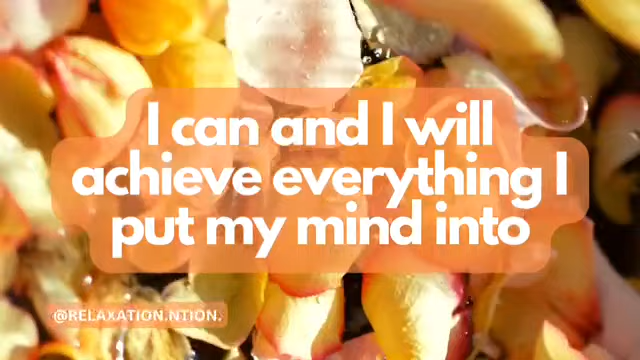 I can and I will
achieve everything I
put my mind into
@RELAXATION.NTION.